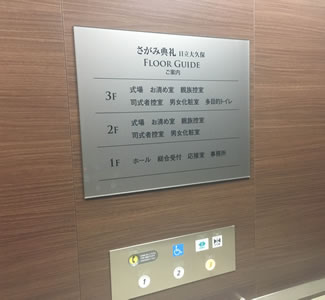 さがみ典礼 日立大久保
FLOOR GUIDE
ご案内
3F 式場 お清め室 親族控室
司式者控室 男女化粧室 多目的トイレ
2F 式場 お清め室 親族控室
司式者控室 男女化粧室
1F ホール 総合受付 応接室 事務所
1 2 3